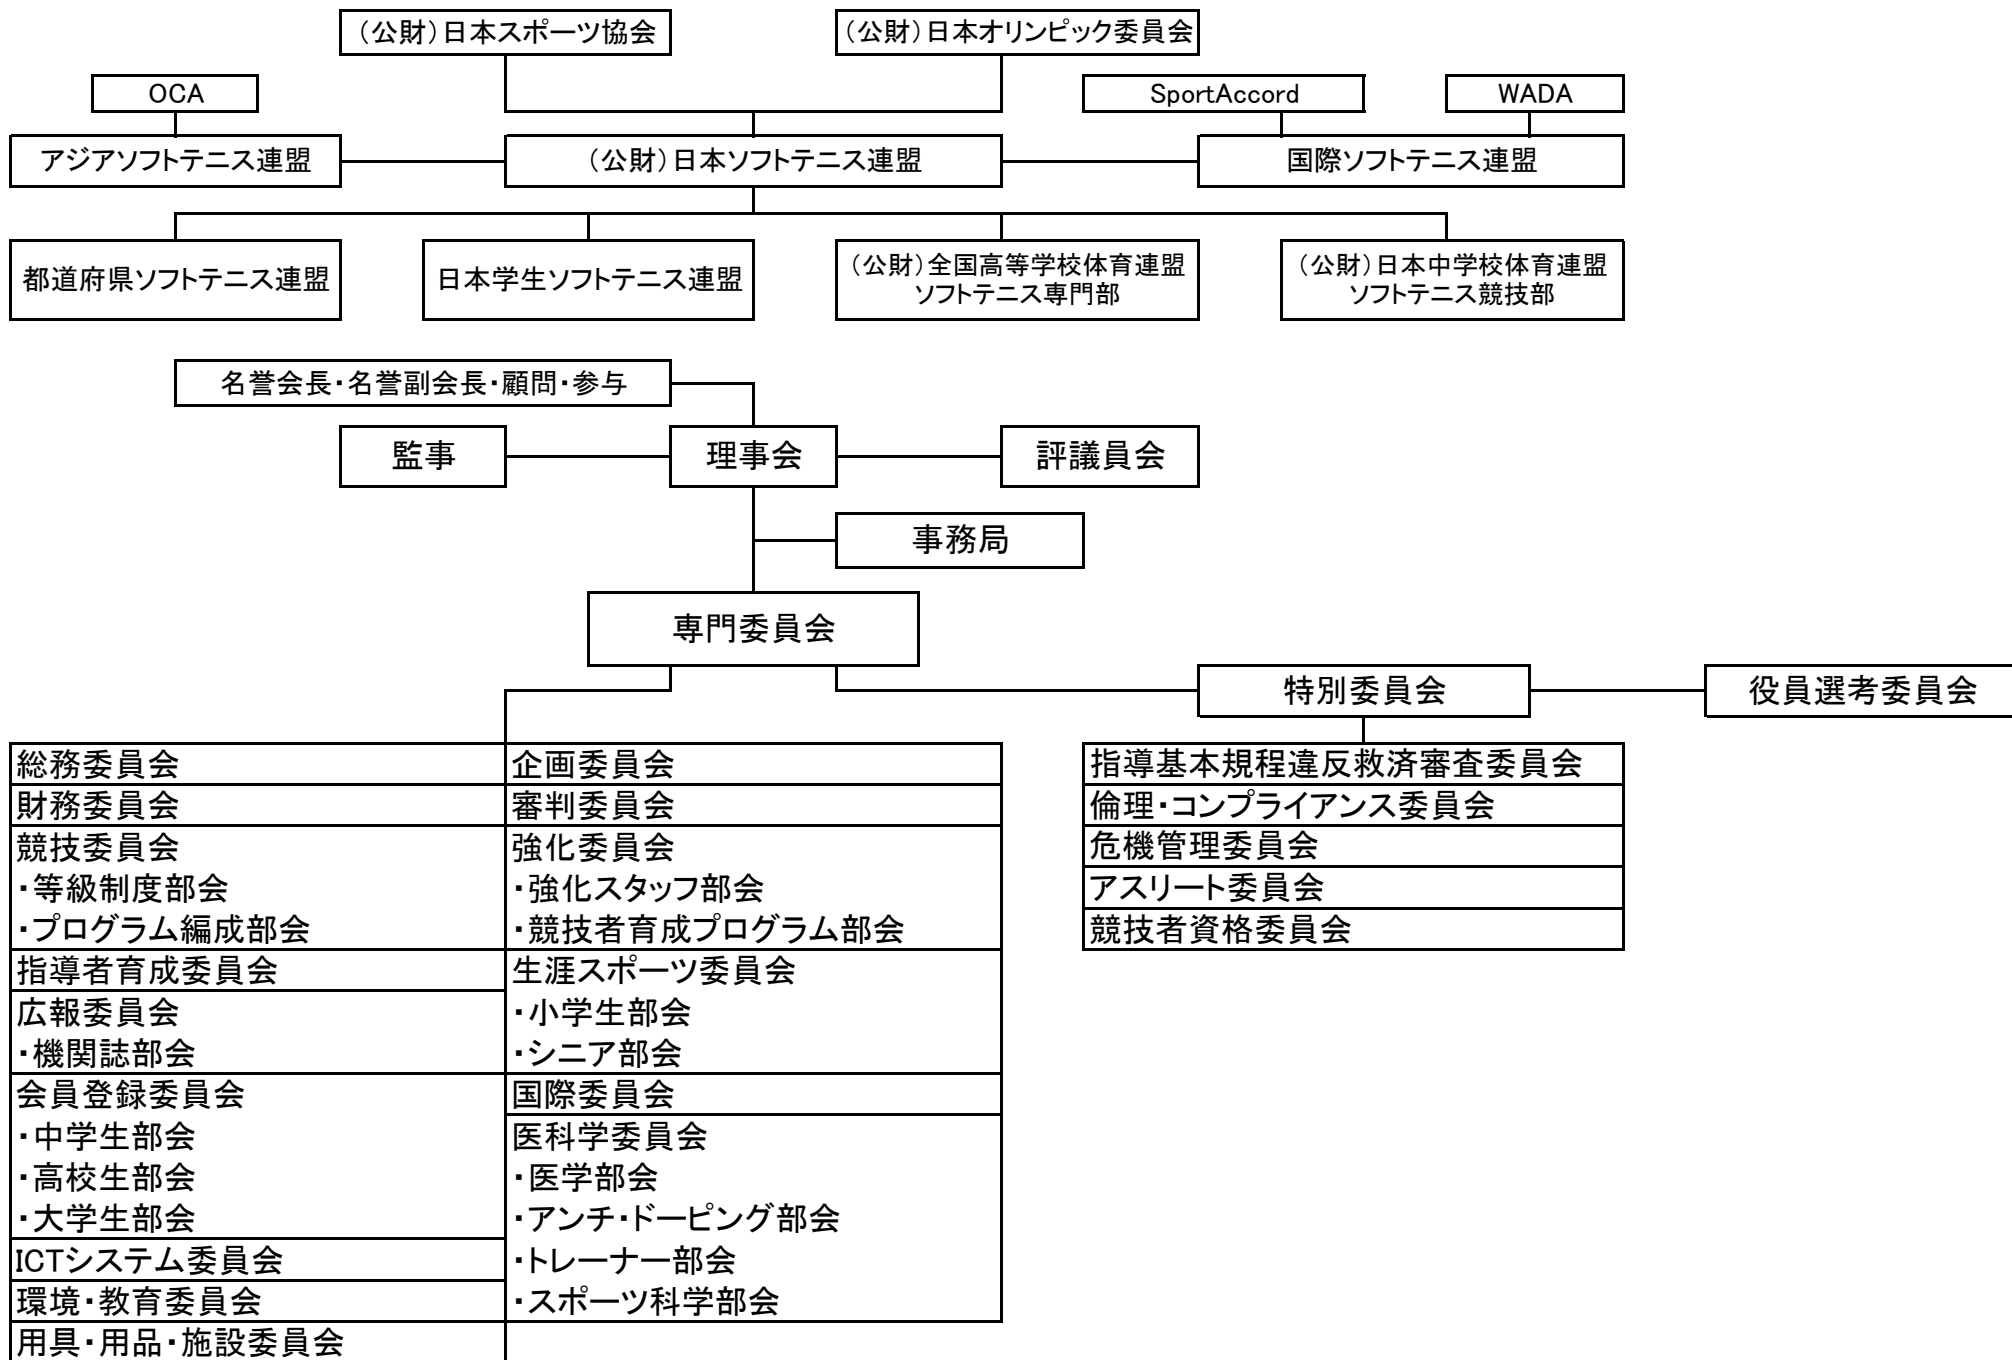 （公財）日本スポーツ協会
（公財）日本オリンピック委員会
OCA
SportAccord
WADA
アジアソフトテニス連盟
（公財）日本ソフトテニス連盟
国際ソフトテニス連盟
都道府県ソフトテニス連盟
日本学生ソフトテニス連盟
（公財）全国高等学校体育連盟
ソフトテニス専門部
（公財）日本中学校体育連盟
ソフトテニス競技部
名誉会長・名誉副会長・顧問・参与
監事
理事会
評議員会
事務局
専門委員会
特別委員会
役員選考委員会
総務委員会
財務委員会
競技委員会
・等級制度部会
・プログラム編成部会
指導者育成委員会
広報委員会
・機関誌部会
会員登録委員会
・中学生部会
・高校生部会
・大学生部会
ICTシステム委員会
環境・教育委員会
用具・用品・施設委員会
企画委員会
審判委員会
強化委員会
・強化スタッフ部会
・競技者育成プログラム部会
生涯スポーツ委員会
・小学生部会
・シニア部会
国際委員会
医科学委員会
・医学部会
・アンチ・ドーピング部会
・トレーナー部会
・スポーツ科学部会
指導基本規程違反救済審査委員会
倫理・コンプライアンス委員会
危機管理委員会
アスリート委員会
競技者資格委員会